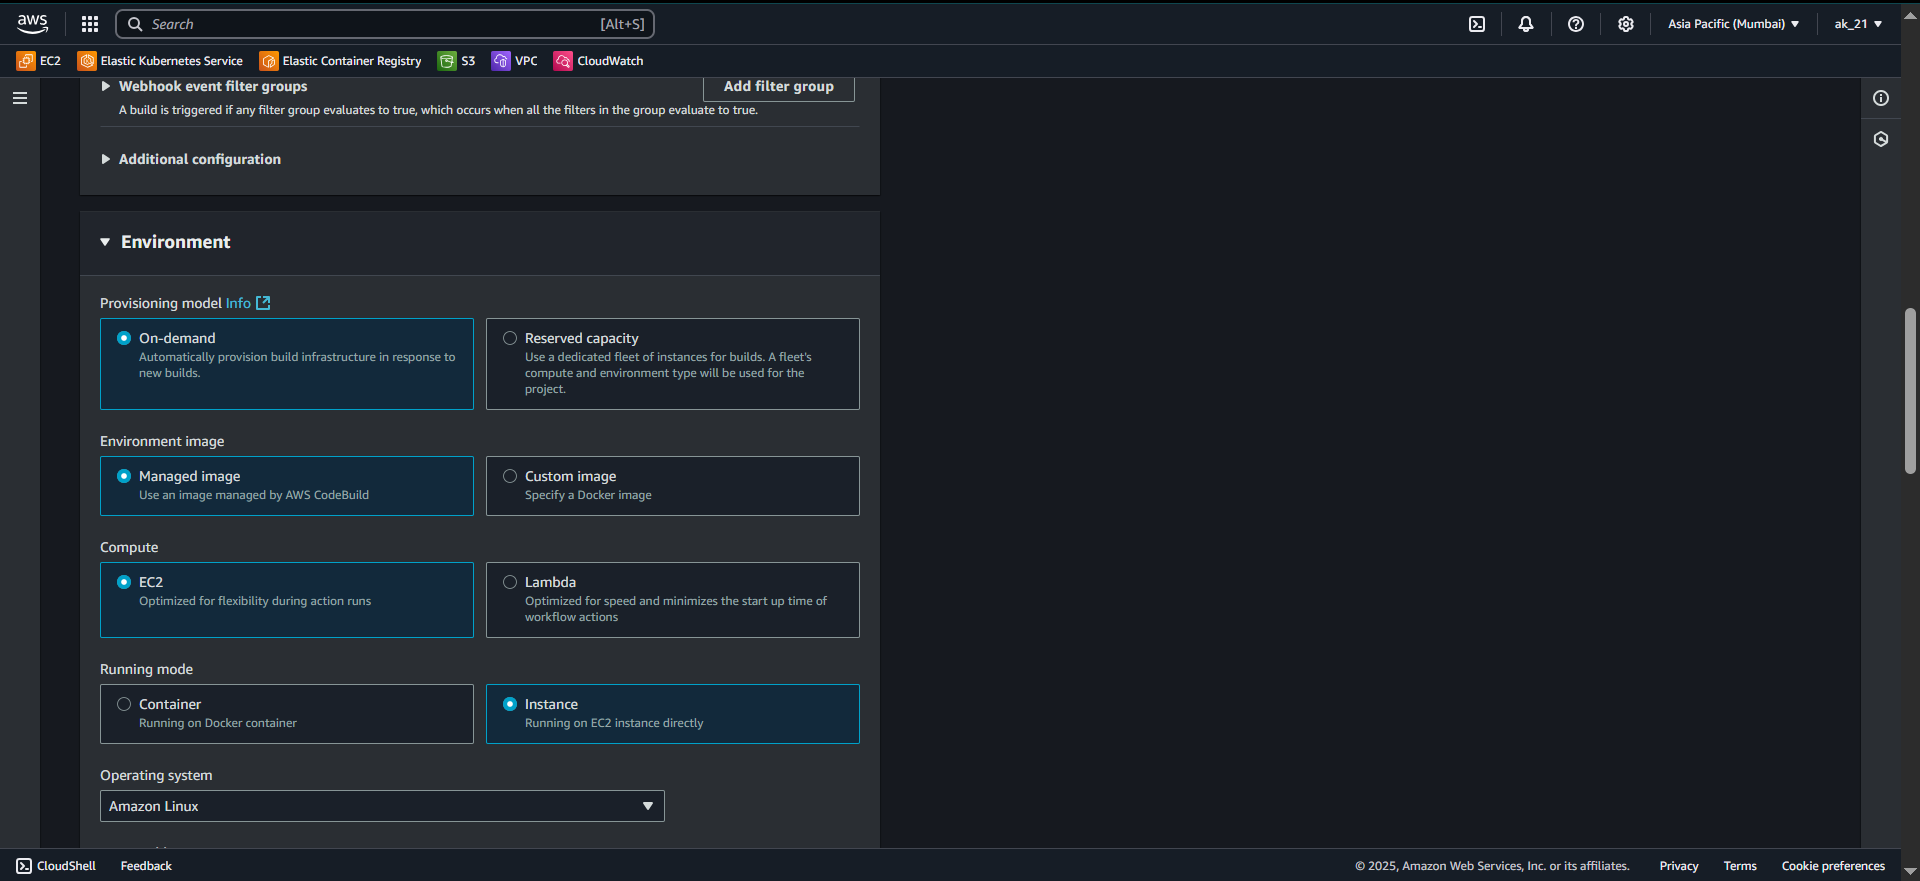 aws
Search [Alt+S]
Asia Pacific (Mumbai) ▼
ak_21 ▼
EC2
Elastic Kubernetes Service
Elastic Container Registry
S3
VPC
CloudWatch
Webhook event filter groups
Add filter group
A build is triggered if any filter group evaluates to true, which occurs when all the filters in the group evaluate to true.
Additional configuration
Environment
Provisioning model Info
On-demand
Automatically provision build infrastructure in response to
new builds.
Reserved capacity
Use a dedicated fleet of instances for builds. A fleet's
compute and environment type will be used for the
project.
Environment image
Managed image
Use an image managed by AWS CodeBuild
Custom image
Specify a Docker image
Compute
EC2
Optimized for flexibility during action runs
Lambda
Optimized for speed and minimizes the start up time of
workflow actions
Running mode
Container
Running on Docker container
Instance
Running on EC2 instance directly
Operating system
Amazon Linux
CloudShell
Feedback
© 2025, Amazon Web Services, Inc. or its affiliates.
Privacy
Terms
Cookie preferences